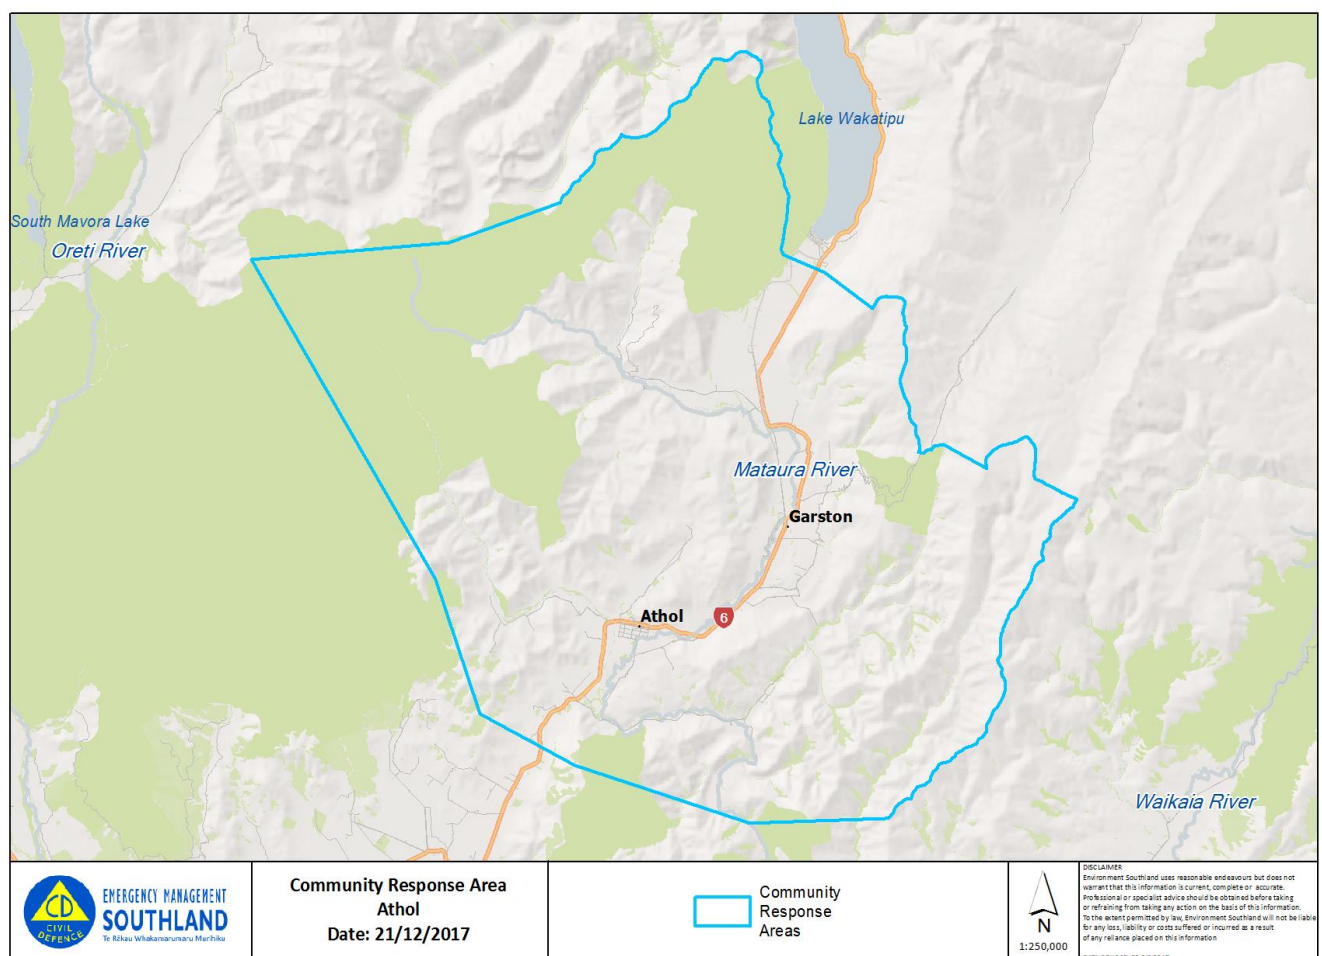 Lake Wakatipu
South Mavora Lake
Oreti River
Mataura River
Garston
Athol
6
Waikaia River
CD
CIVIL
DEFENCE
EMERGENCY MANAGEMENT
SOUTHLAND
Te Rākau Whakamarumaru Murihiku
Community Response Area
Athol
Date: 21/12/2017
Community
Response
Areas
N
1:250,000
DISCLAIMER
Environment Southland uses reasonable endeavours but does not
warrant that this information is current, complete or accurate.
Professional or specialist advice should be obtained before taking
or refraining from taking any action on the basis of this information.
To the extent permitted by law, Environment Southland will not be liable
for any loss, liability or costs suffered or incurred as a result
of any reliance placed on this information